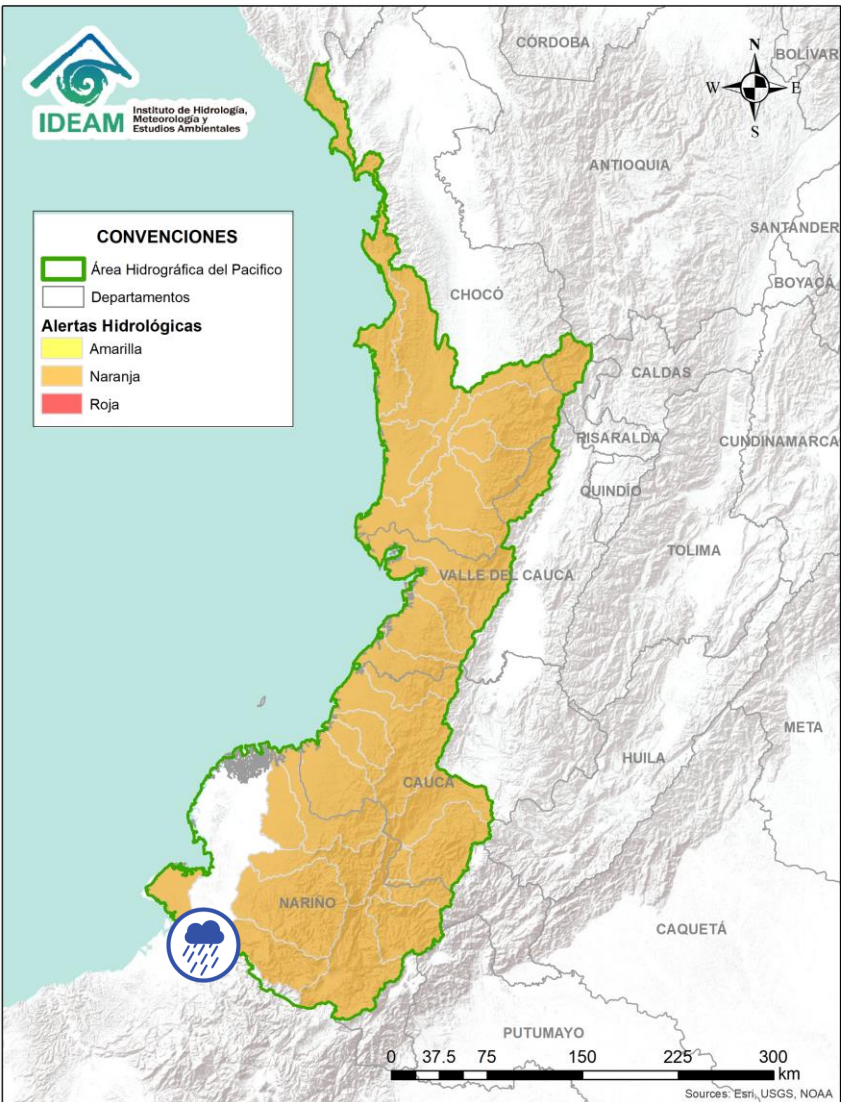 IDEAM
Instituto de Hidrología,
Meteorología y
Estudios Ambientales
N
W
E
S
CÓRDOBA
BOLÍVAR
ANTIOQUIA
SANTANDER
BOYACÁ
CHOCÓ
CONVENCIONES
Área Hidrográfica del Pacifico
Departamentos
Alertas Hidrológicas
Amarilla
Naranja
Roja
CALDAS
RISARALDA
CUNDINAMARCA
QUINDÍO
TOLIMA
VALLE DEL CAUCA
META
HUILA
CAUCA
NARIÑO
CAQUETÁ
PUTUMAYO
0 37.5 75 150 225 300
km
Sources: Esri, USGS, NOAA